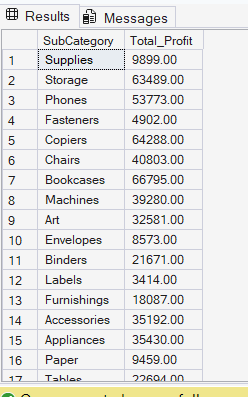 Results Messages
SubCategory Total_Profit
1 Supplies 9899.00
2 Storage 63489.00
3 Phones 53773.00
4 Fasteners 4902.00
5 Copiers 64288.00
6 Chairs 40803.00
7 Bookcases 66795.00
8 Machines 39280.00
9 Art 32581.00
10 Envelopes 8573.00
11 Binders 21671.00
12 Labels 3414.00
13 Furnishings 18087.00
14 Accessories 35192.00
15 Appliances 35430.00
16 Paper 9459.00
17 Tables 22694.00